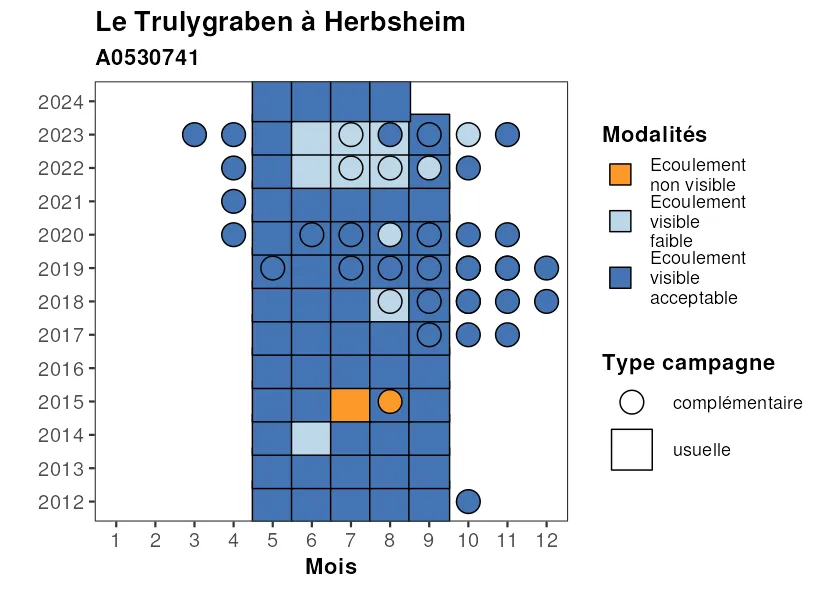 Le Trulygraben à Herbsheim
A0530741
2024
2023
2022
2021
2020
2019
2018
2017
2016
2015
2014
2013
2012
1 2 3 4 5 6 7 8 9 10 11 12
Mois
Modalités
Ecoulement
non visible
Ecoulement
visible
faible
Ecoulement
visible
acceptable
Type campagne
complémentaire
usuelle